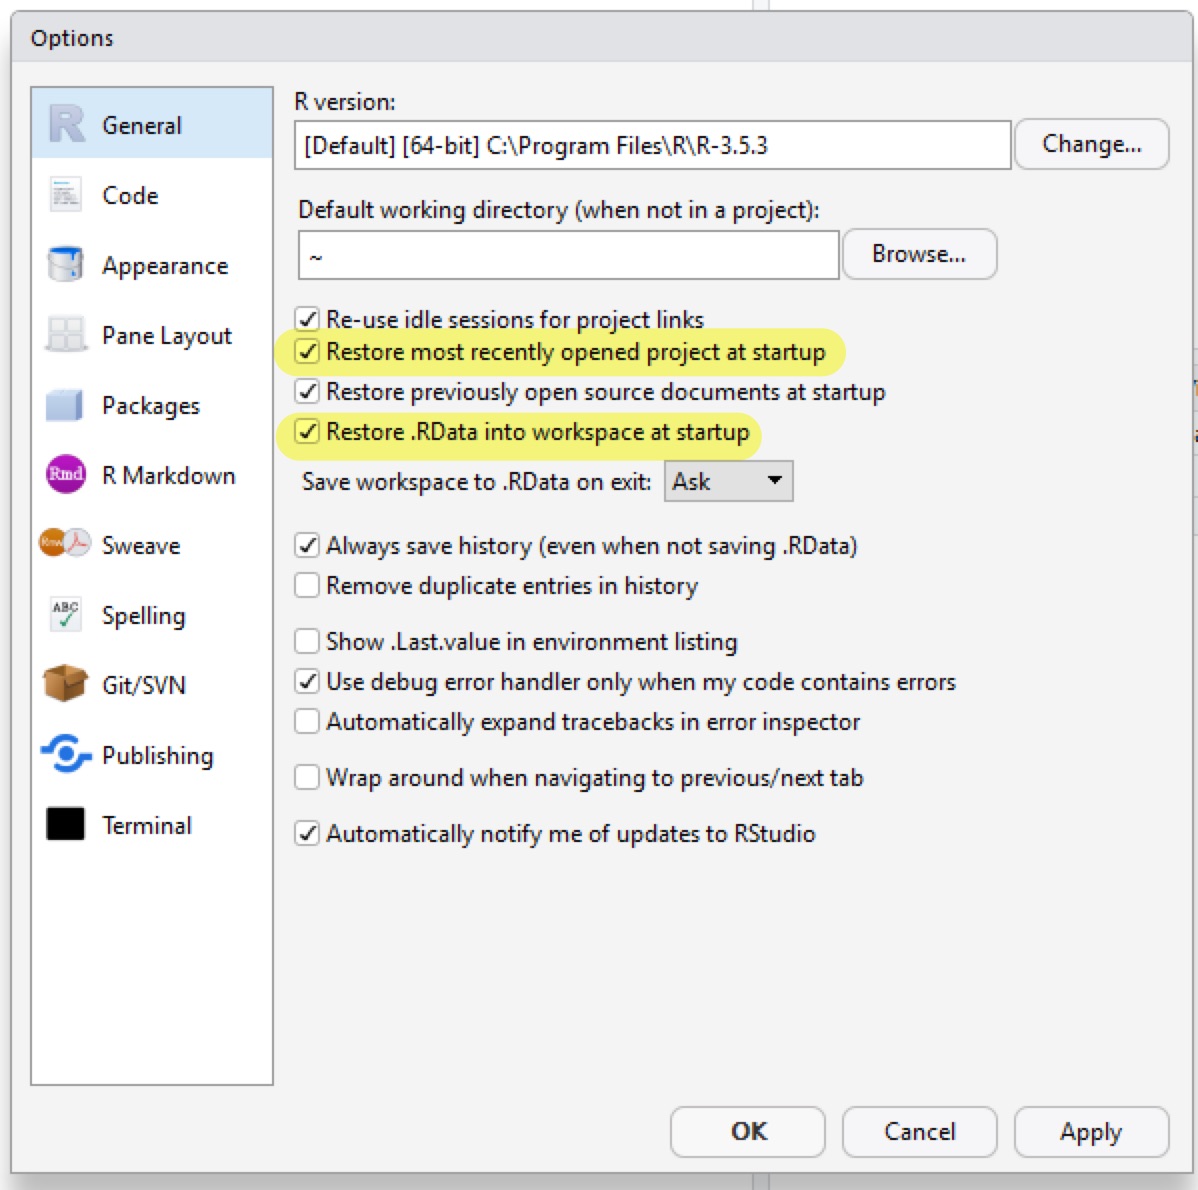 Options
General
Code
Appearance
Pane Layout
Packages
Rmd
R Markdown
Rnw
Sweave
ABC
Spelling
Git/SVN
Publishing
Terminal
R version:
[Default] [64-bit] C:\Program Files\R\R-3.5.3
Change...
Default working directory (when not in a project):
~
Browse...
Re-use idle sessions for project links
Restore most recently opened project at startup
Restore previously open source documents at startup
Restore .RData into workspace at startup
Save workspace to .RData on exit: Ask
Always save history (even when not saving .RData)
Remove duplicate entries in history
Show .Last.value in environment listing
Use debug error handler only when my code contains errors
Automatically expand tracebacks in error inspector
Wrap around when navigating to previous/next tab
Automatically notify me of updates to RStudio
OK
Cancel
Apply